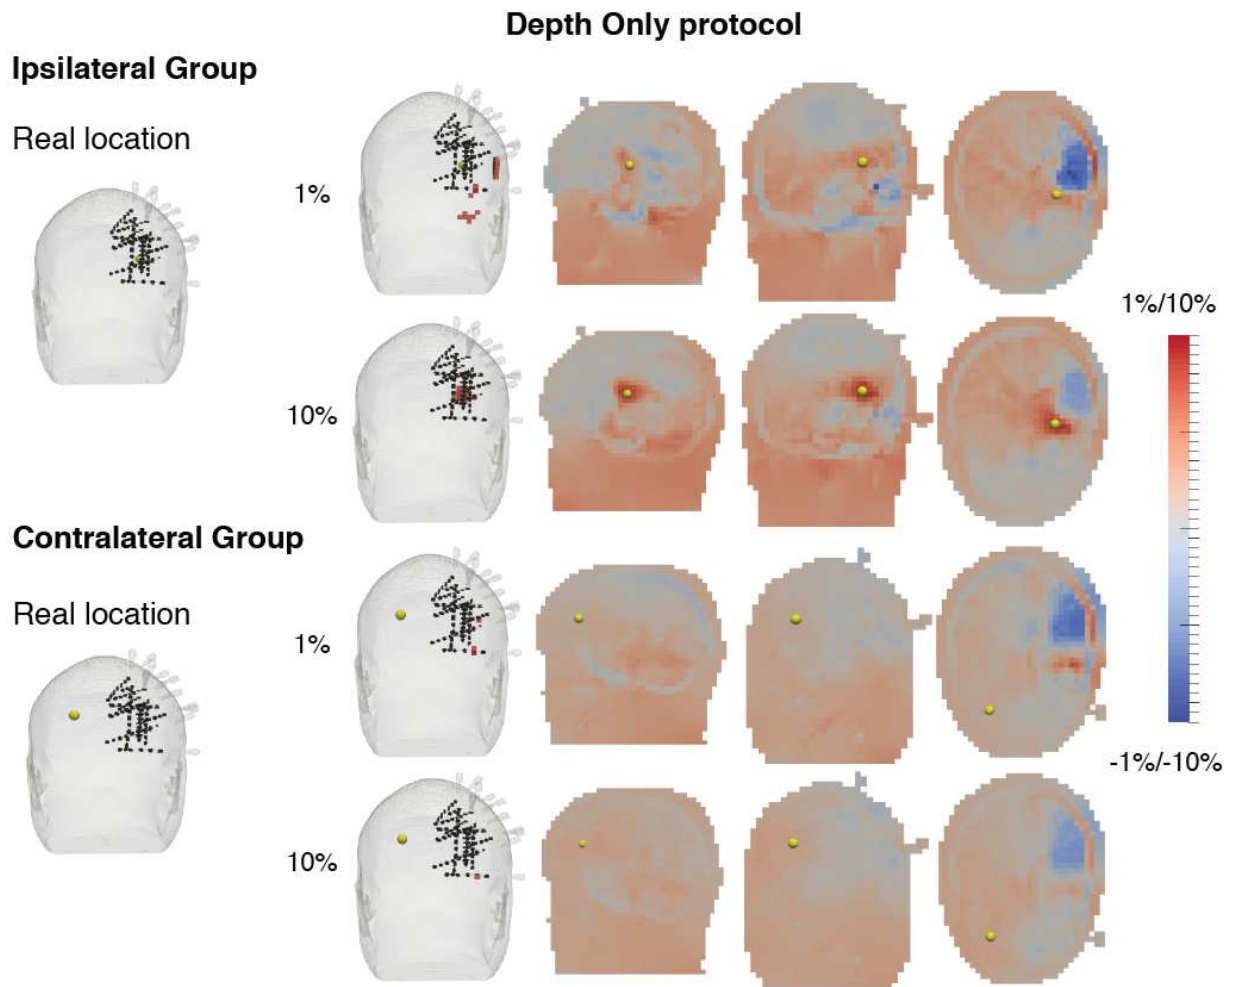 Depth Only protocol
Ipsilateral Group
Real location
1%
10%
1%/10%
-1%/-10%
Contralateral Group
Real location
1%
10%